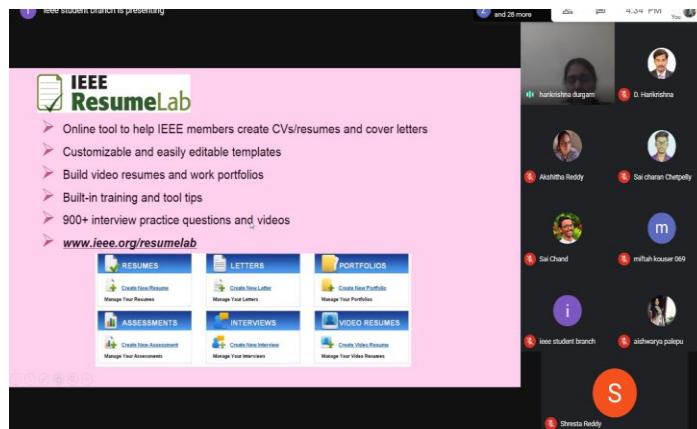 ieee student branch is presenting
and 28 more
4:34 PM
You
IEEE
ResumeLab
Online tool to help IEEE members create CVs/resumes and cover letters
Customizable and easily editable templates
Build video resumes and work portfolios
Built-in training and tool tips
900+ interview practice questions and videos
www.ieee.org/resumelab
RESUMES
Create New Resume
Manage Your Resumes
LETTERS
Create New Letter
Manage Your Letters
PORTFOLIOS
Create New Portfolio
Manage Your Portfolios
ASSESSMENTS
Create New Assessment
Manage Your Assessments
INTERVIEWS
Create New Interview
Manage Your Interviews
VIDEO RESUMES
Create Video Resume
Manage Your Video Resumes
harikrishna durgam
D. Harikrishna
Akshitha Reddy
Sai charan Chetpelly
Sai Chand
m
miftah kouser 069
i
ieee student branch
aishwarya palepu
S
Shresta Reddy